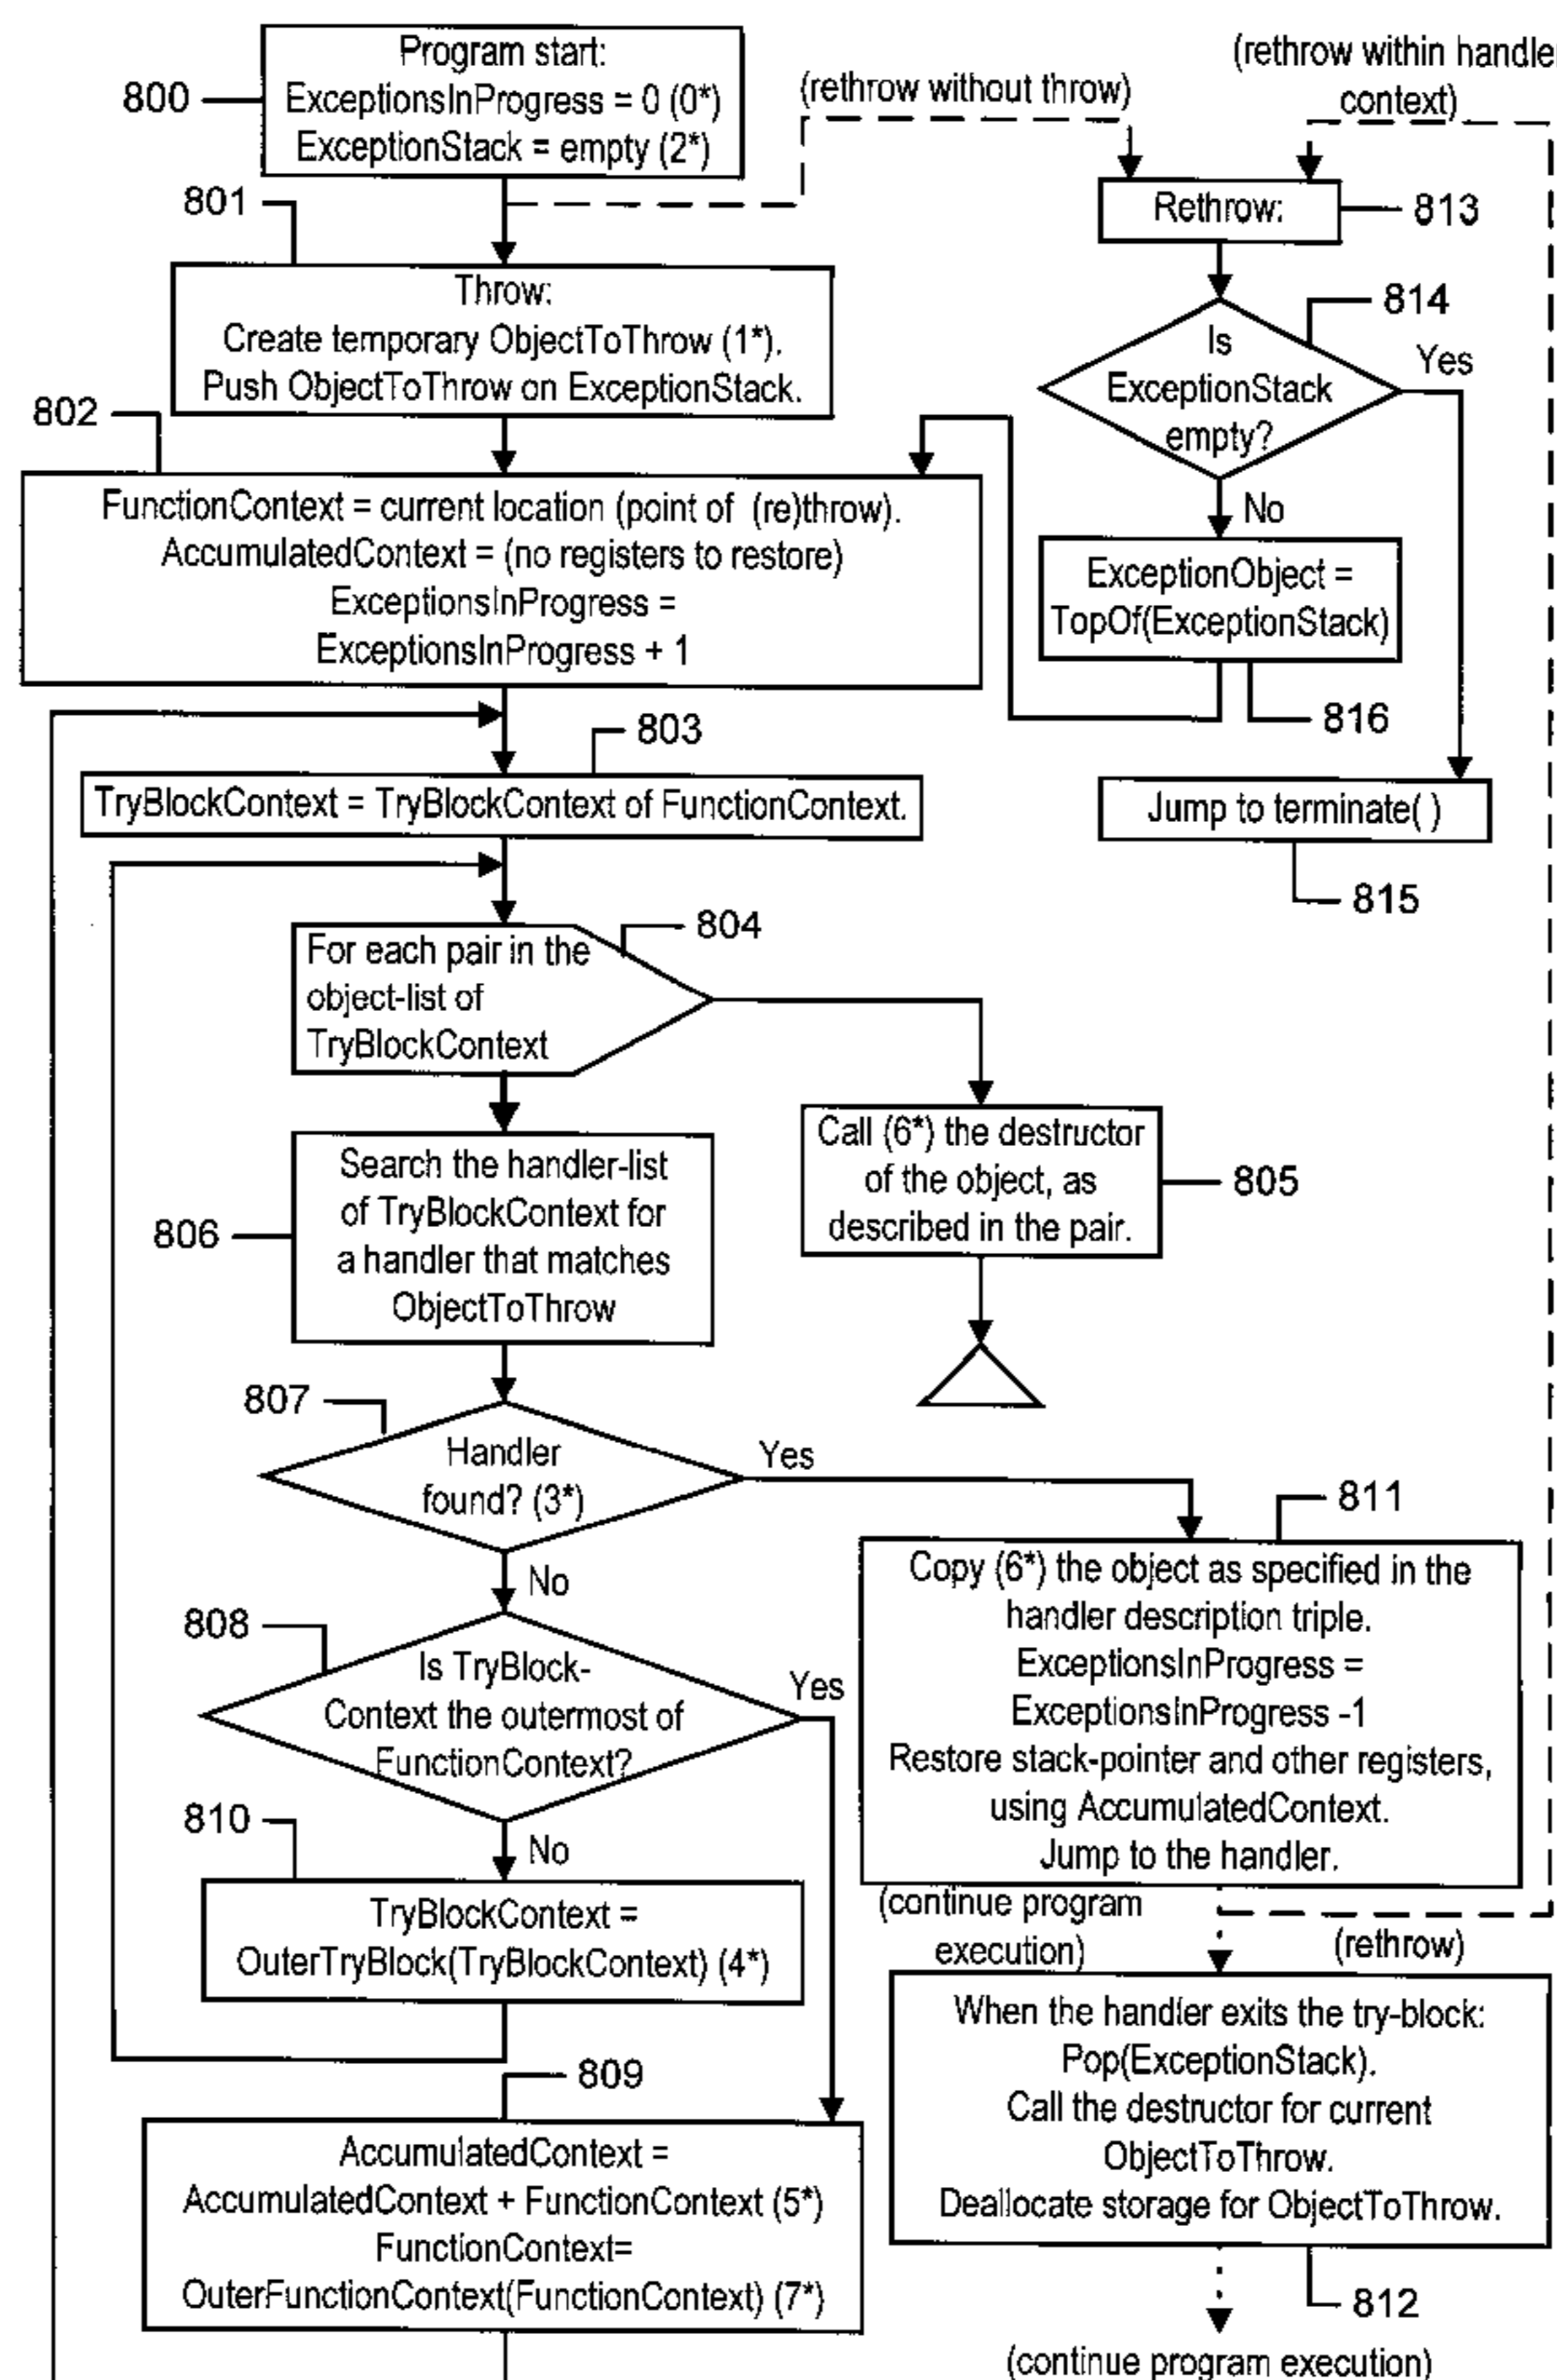 Program start:
ExceptionsInProgress = 0 (0*)
ExceptionStack = empty (2*)
800
(rethrow without throw)
(rethrow within handle
context)
801
Rethrow:
813
Throw:
Create temporary ObjectToThrow (1*).
Push ObjectToThrow on ExceptionStack.
814
Is
ExceptionStack
empty?
Yes
No
802
FunctionContext = current location (point of (re)throw).
AccumulatedContext = (no registers to restore)
ExceptionsInProgress =
ExceptionsInProgress + 1
ExceptionObject =
TopOf(ExceptionStack)
816
803
TryBlockContext = TryBlockContext of FunctionContext.
Jump to terminate( )
815
804
For each pair in the
object-list of
TryBlockContext
Call (6*) the destructor
of the object, as
described in the pair.
805
806
Search the handler-list
of TryBlockContext for
a handler that matches
ObjectToThrow
807
Handler
found? (3*)
Yes
No
811
Copy (6*) the object as specified in the
handler description triple.
ExceptionsInProgress =
ExceptionsInProgress -1
Restore stack-pointer and other registers,
using AccumulatedContext.
Jump to the handler.
808
Is TryBlock-
Context the outermost of
FunctionContext?
Yes
No
810
TryBlockContext =
OuterTryBlock(TryBlockContext) (4*)
(continue program
execution)
(rethrow)
When the handler exits the try-block:
Pop(ExceptionStack).
Call the destructor for current
ObjectToThrow.
Deallocate storage for ObjectToThrow.
809
AccumulatedContext =
AccumulatedContext + FunctionContext (5*)
FunctionContext=
OuterFunctionContext(FunctionContext) (7*)
812
(continue program execution)